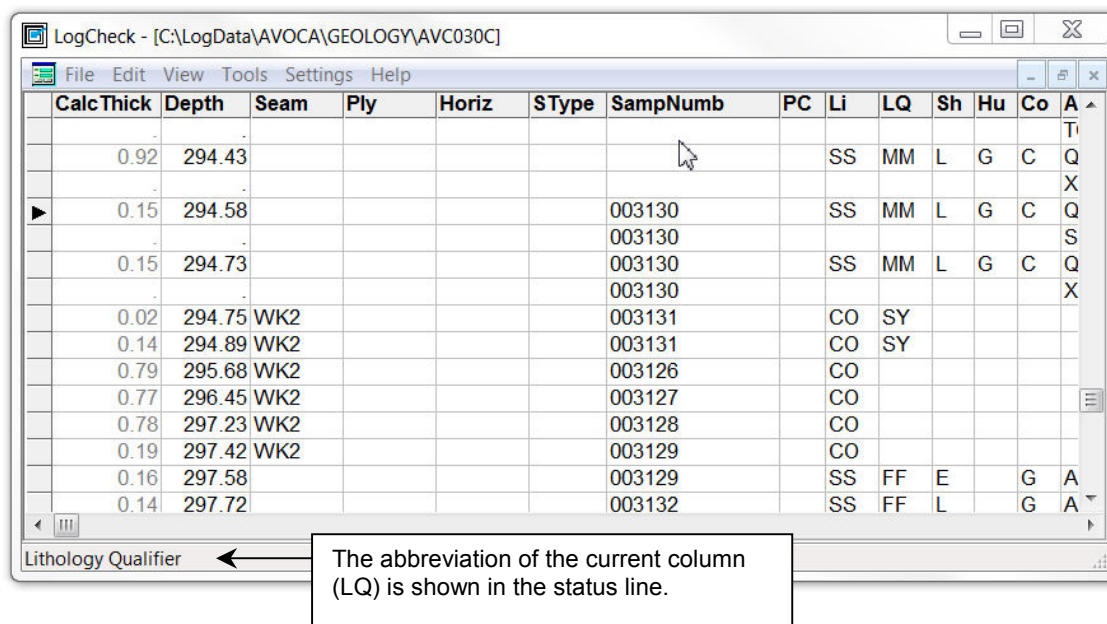 LogCheck - [C:\LogData\AVOCA\GEOLOGY\AVC030C]
File Edit View Tools Settings Help
CalcThick Depth Seam Ply Horiz SType SampNumb PC Li LQ Sh Hu Co A
. . T
0.92 294.43 SS MM L G C Q
. . X
0.15 294.58 003130 SS MM L G C Q
. . 003130 S
0.15 294.73 003130 SS MM L G C Q
. . 003130 X
0.02 294.75 WK2 003131 CO SY
0.14 294.89 WK2 003131 CO SY
0.79 295.68 WK2 003126 CO
0.77 296.45 WK2 003127 CO
0.78 297.23 WK2 003128 CO
0.19 297.42 WK2 003129 CO
0.16 297.58 003129 SS FF E G A
0.14 297.72 003132 SS FF L G A
Lithology Qualifier
The abbreviation of the current column
(LQ) is shown in the status line.